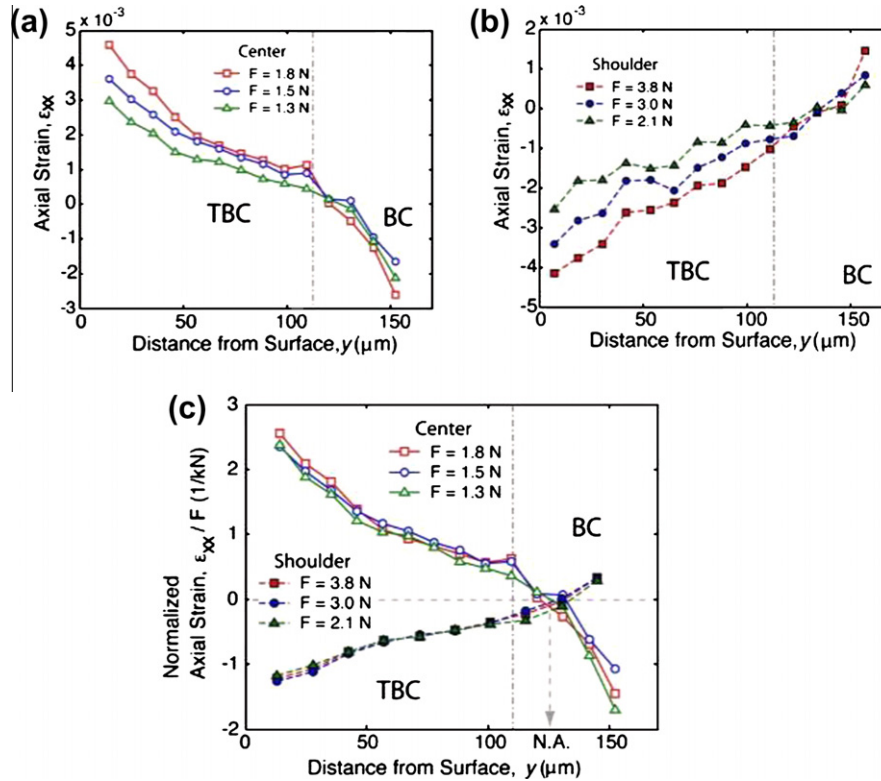 (a)
5 × 10⁻³
4
3
2
1
0
-1
-2
-3
Axial Strain, εxx
Center
F = 1.8 N
F = 1.5 N
F = 1.3 N
TBC
BC
0 50 100 150
Distance from Surface, y (μm)
(b)
2 × 10⁻³
1
0
-1
-2
-3
-4
-5
Axial Strain, εxx
Shoulder
F = 3.8 N
F = 3.0 N
F = 2.1 N
TBC
BC
0 50 100 150
Distance from Surface, y (μm)
(c)
3
2
1
0
-1
-2
Normalized
Axial Strain, εxx / F (1/kN)
Center
F = 1.8 N
F = 1.5 N
F = 1.3 N
BC
Shoulder
F = 3.8 N
F = 3.0 N
F = 2.1 N
TBC
0 50 100 N.A. 150
Distance from Surface, y (μm)